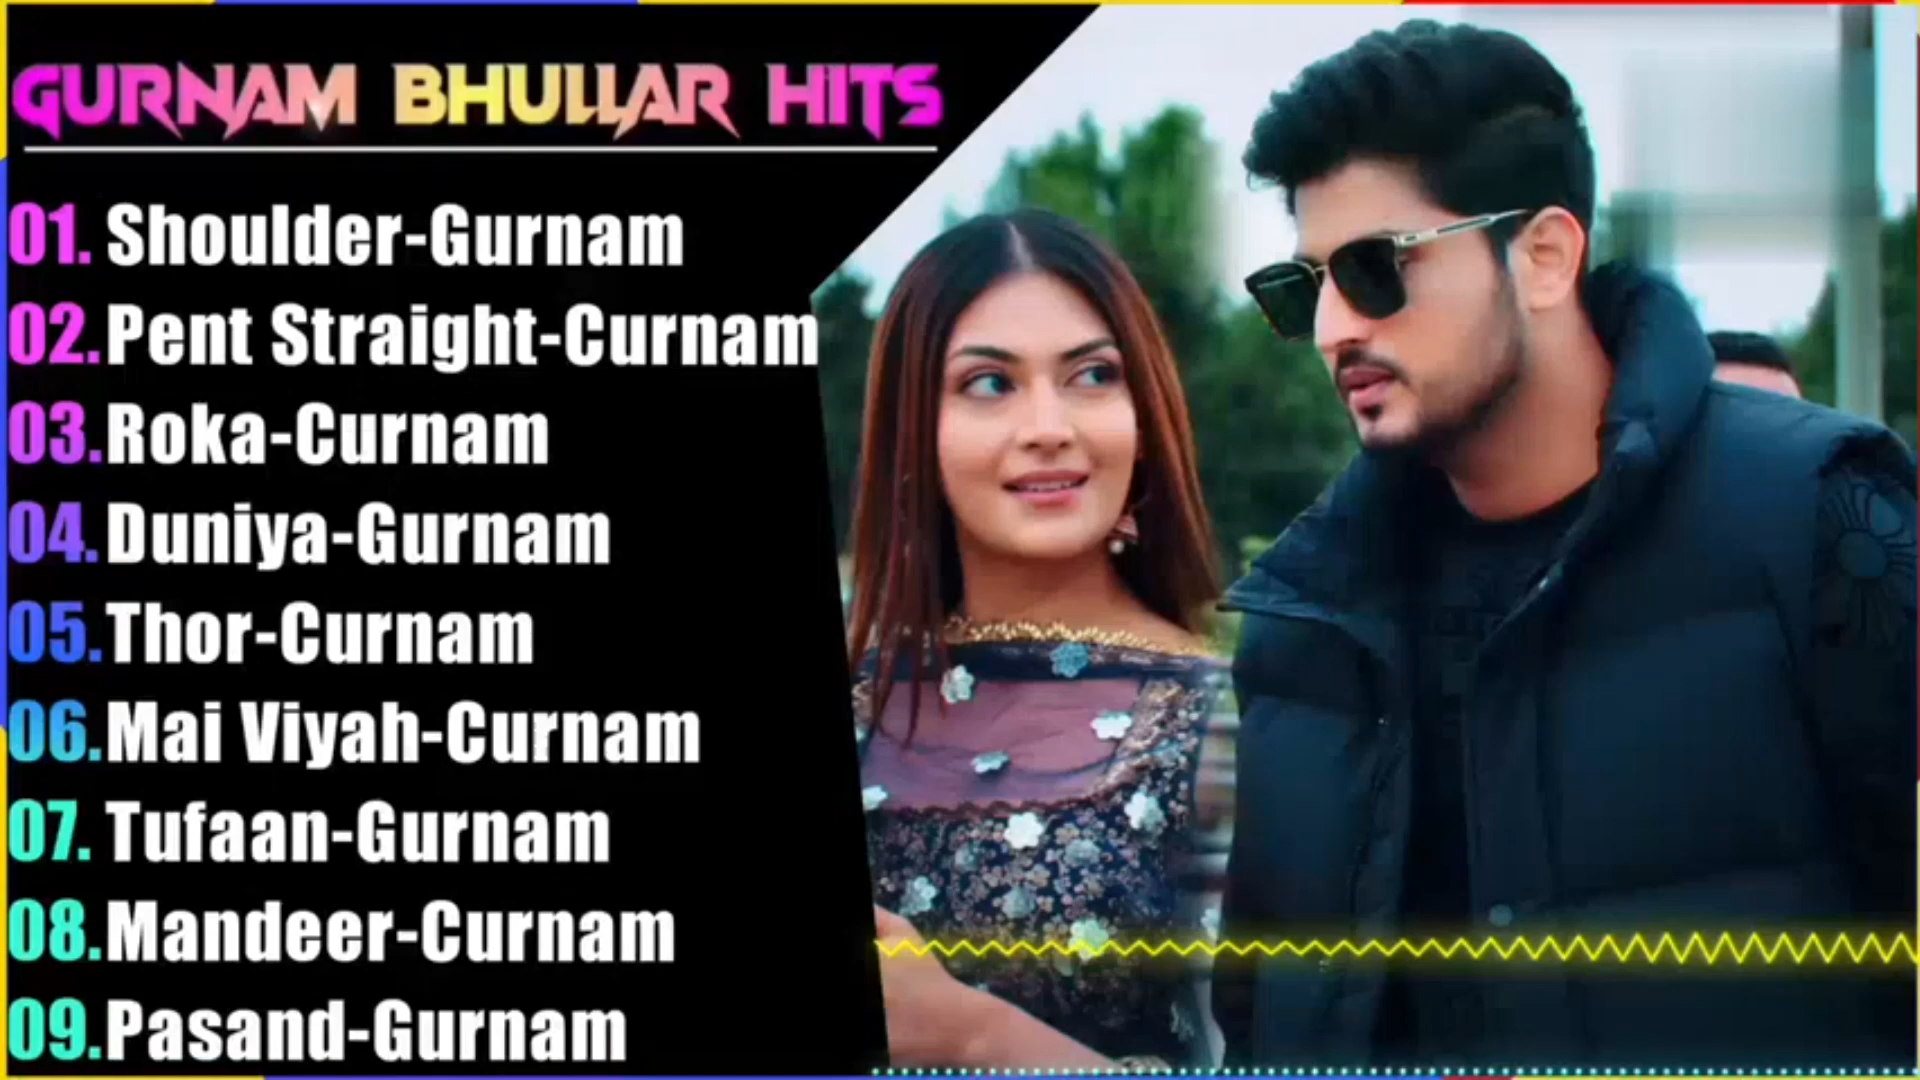 GURNAM BHULLAR HITS
01. Shoulder-Gurnam
02. Pent Straight-Curnam
03. Roka-Curnam
04. Duniya-Gurnam
05. Thor-Curnam
06. Mai Viyah-Curnam
07. Tufaan-Gurnam
08. Mandeer-Curnam
09. Pasand-Gurnam